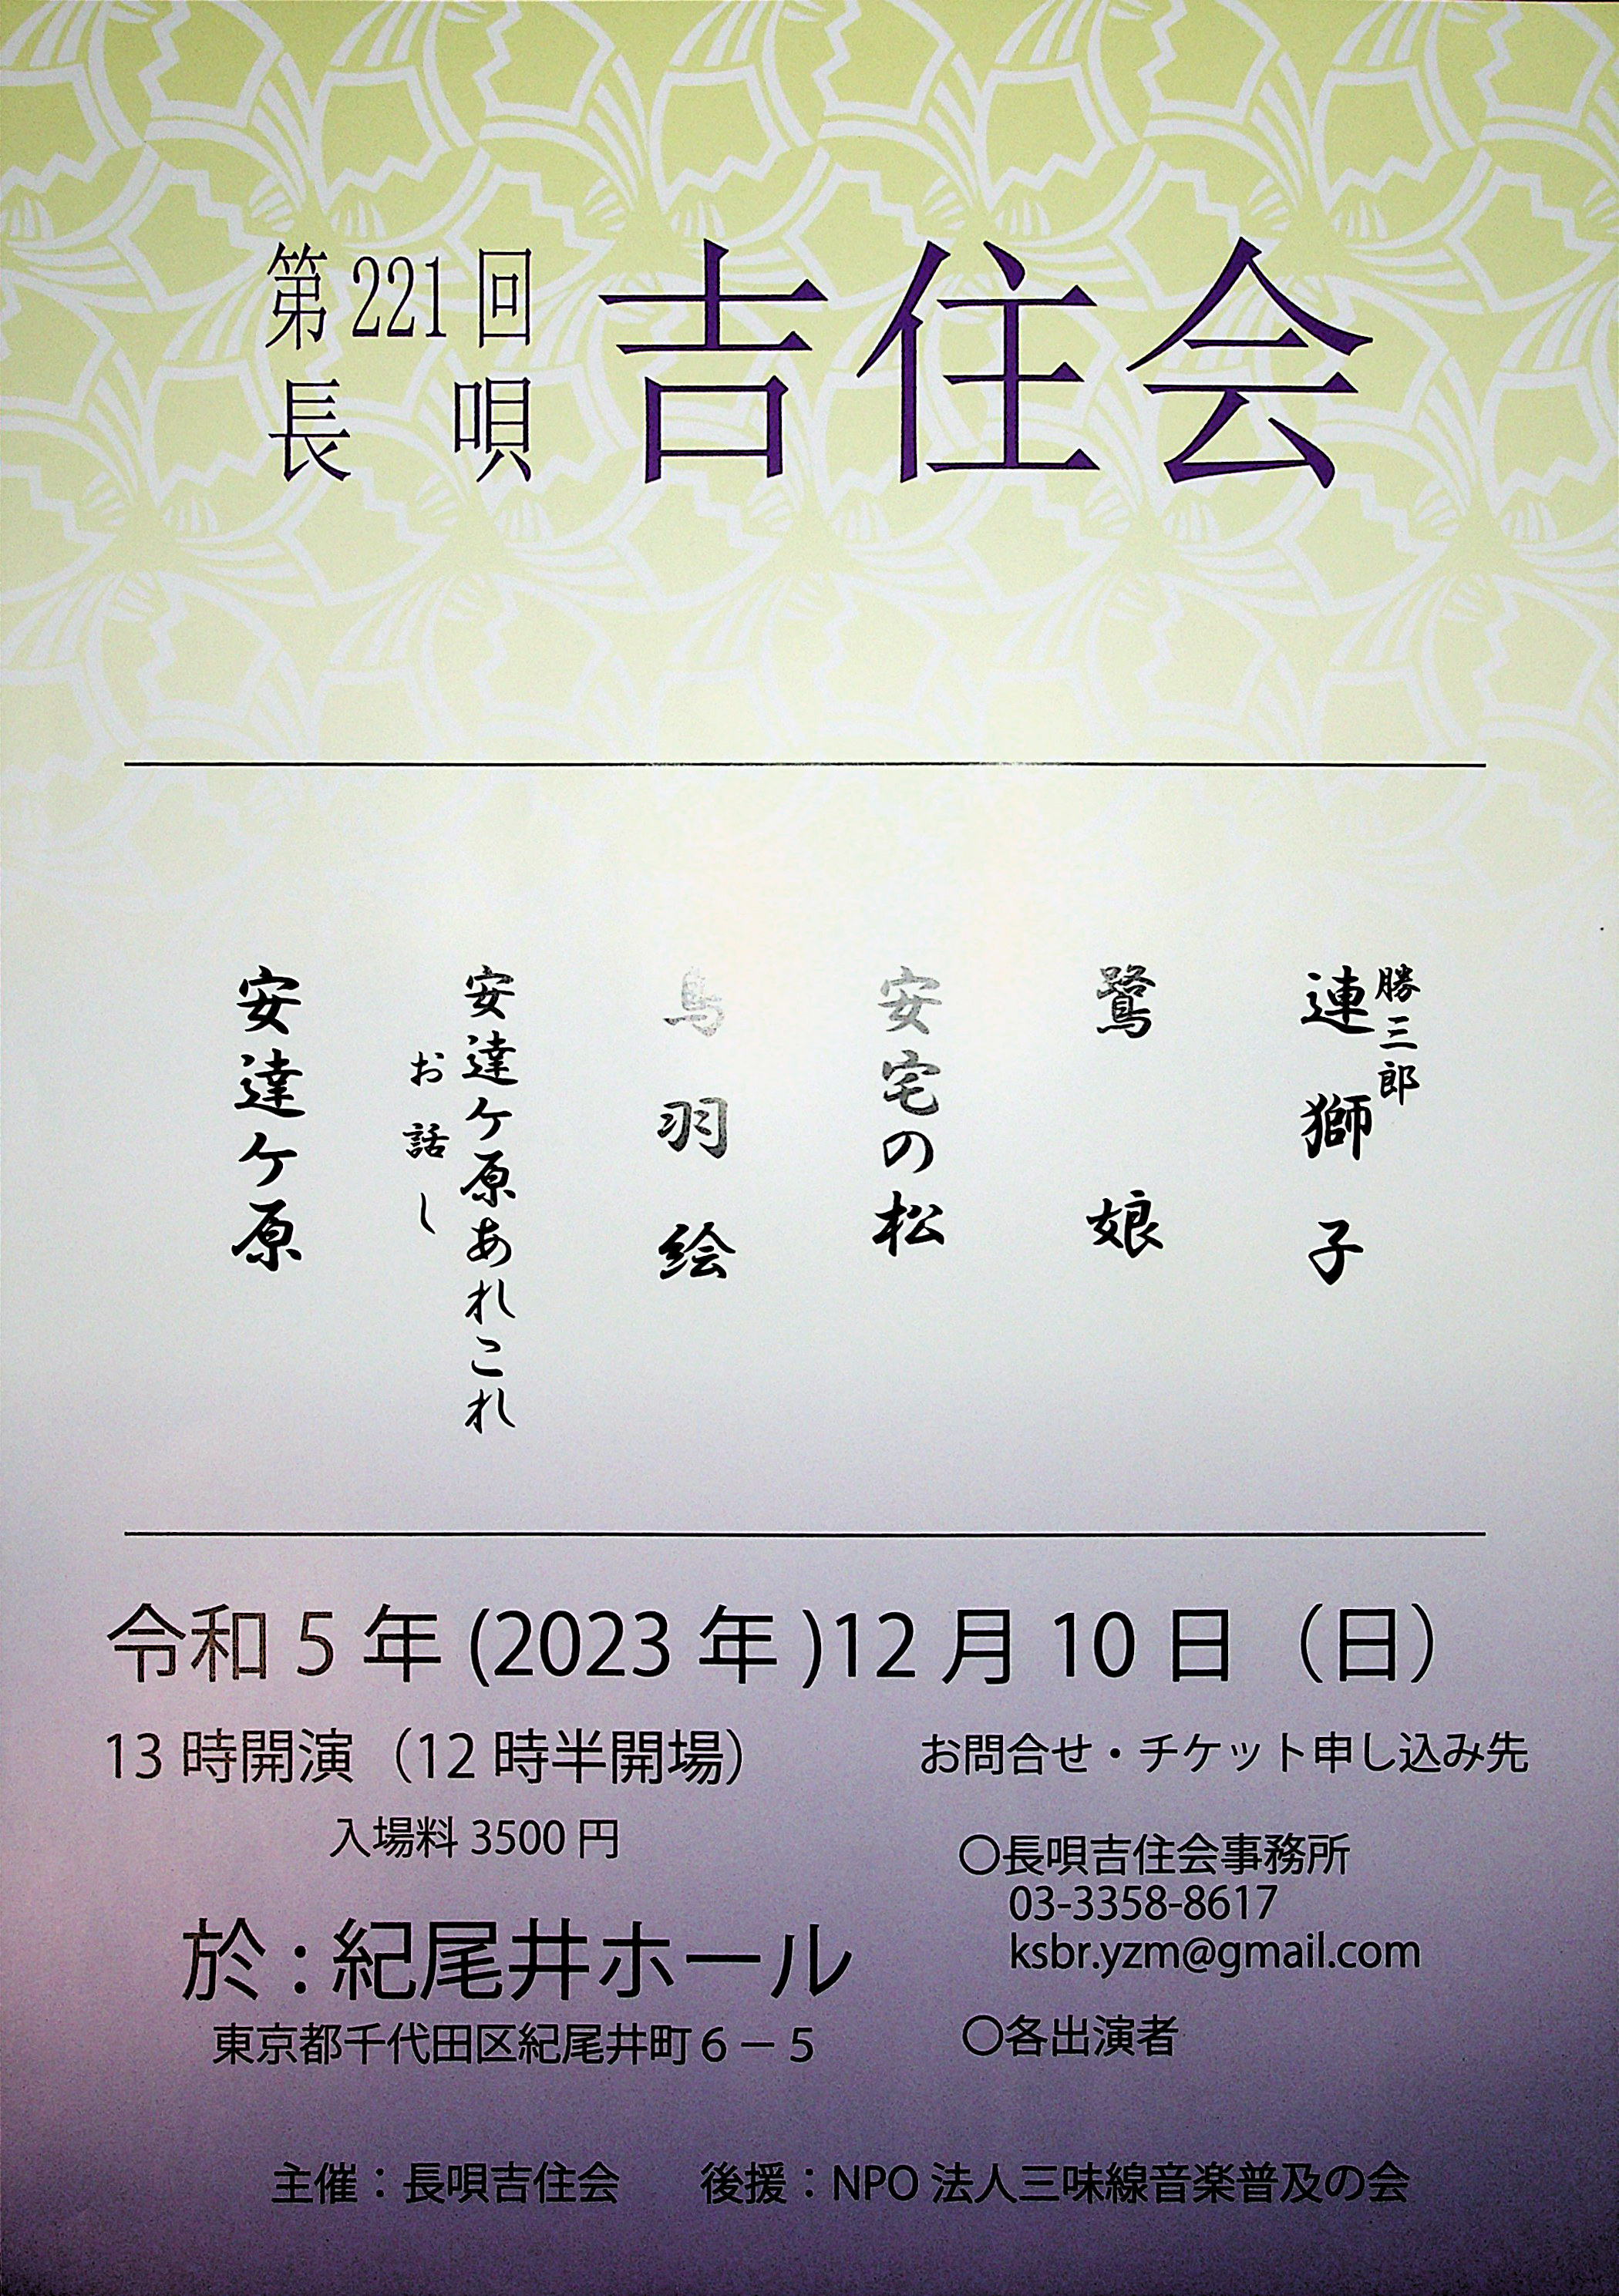 第221回
長唄
吉住会
勝三郎
連獅子
鷺娘
安宅の松
鳥羽絵
安達ケ原あれこれ
お話し
安達ケ原
令和5年(2023年)12月10日（日）
13時開演（12時半開場）
入場料3500円
於:紀尾井ホール
東京都千代田区紀尾井町6－5
お問合せ・チケット申し込み先
〇長唄吉住会事務所
03-3358-8617
ksbr.yzm@gmail.com
〇各出演者
主催：長唄吉住会　後援：NPO法人三味線音楽普及の会